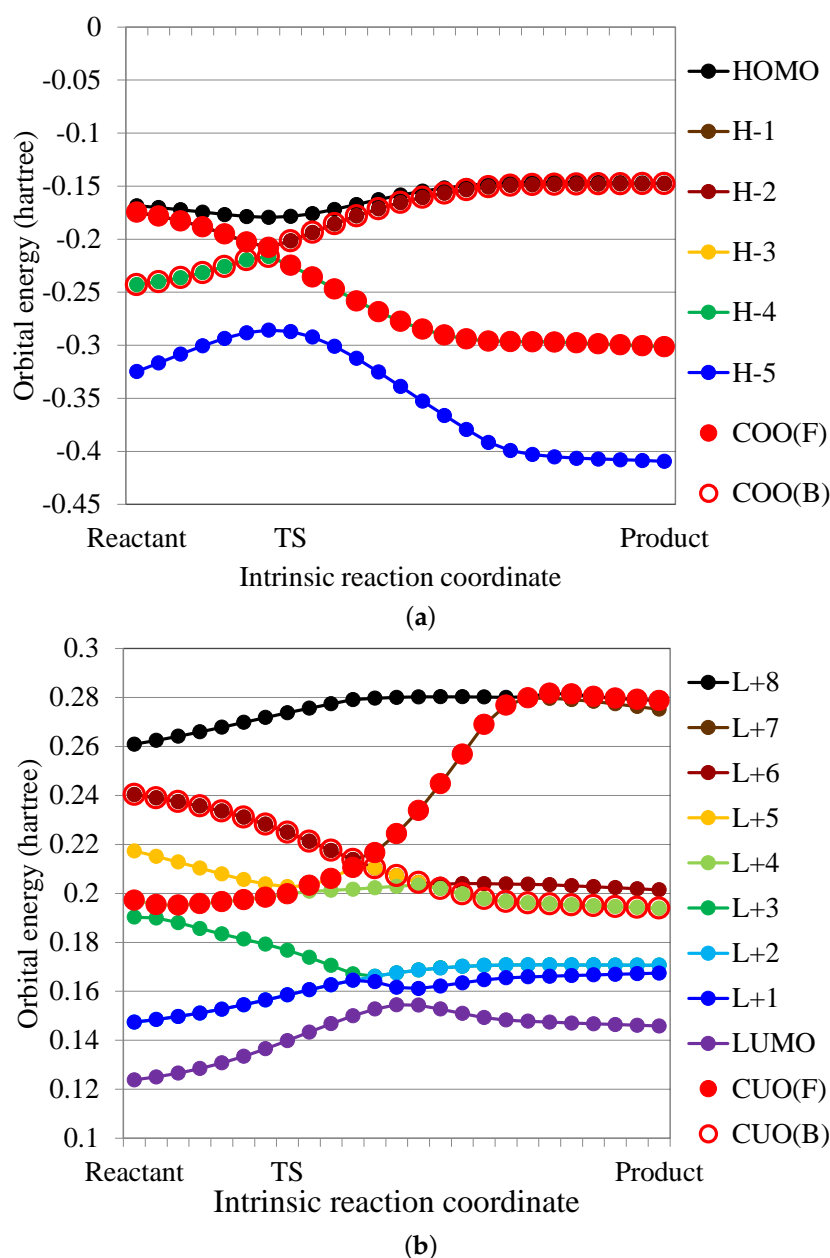 0
-0.05
-0.1
-0.15
-0.2
-0.25
-0.3
-0.35
-0.4
-0.45
Orbital energy (hartree)
Reactant TS Product
Intrinsic reaction coordinate
HOMO
H-1
H-2
H-3
H-4
H-5
COO(F)
COO(B)
(a)
0.3
0.28
0.26
0.24
0.22
0.2
0.18
0.16
0.14
0.12
0.1
Orbital energy (hartree)
Reactant TS Product
Intrinsic reaction coordinate
L+8
L+7
L+6
L+5
L+4
L+3
L+2
L+1
LUMO
CUO(F)
CUO(B)
(b)